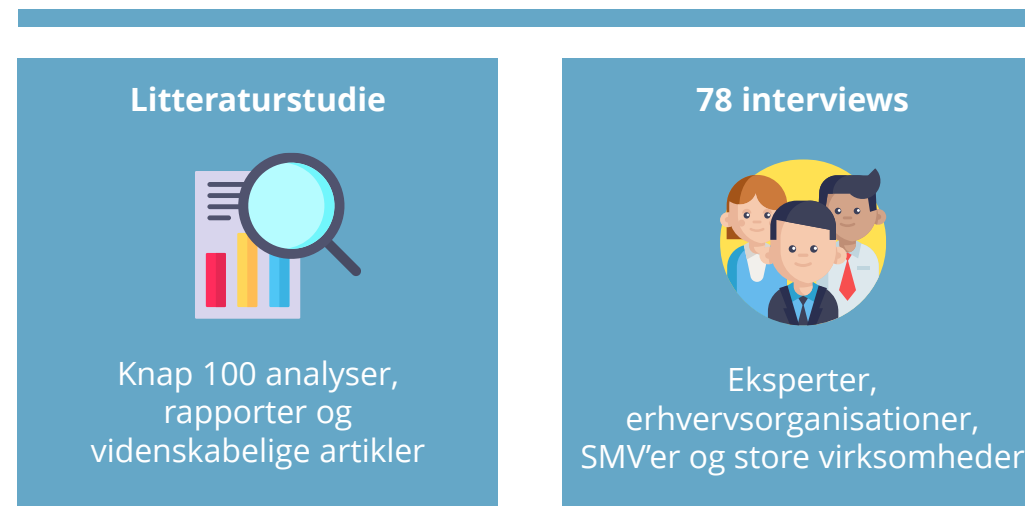 Litteraturstudie
Knap 100 analyser,
rapporter og
videnskabelige artikler
78 interviews
Eksperter,
erhvervsorganisationer,
SMV’er og store virksomheder